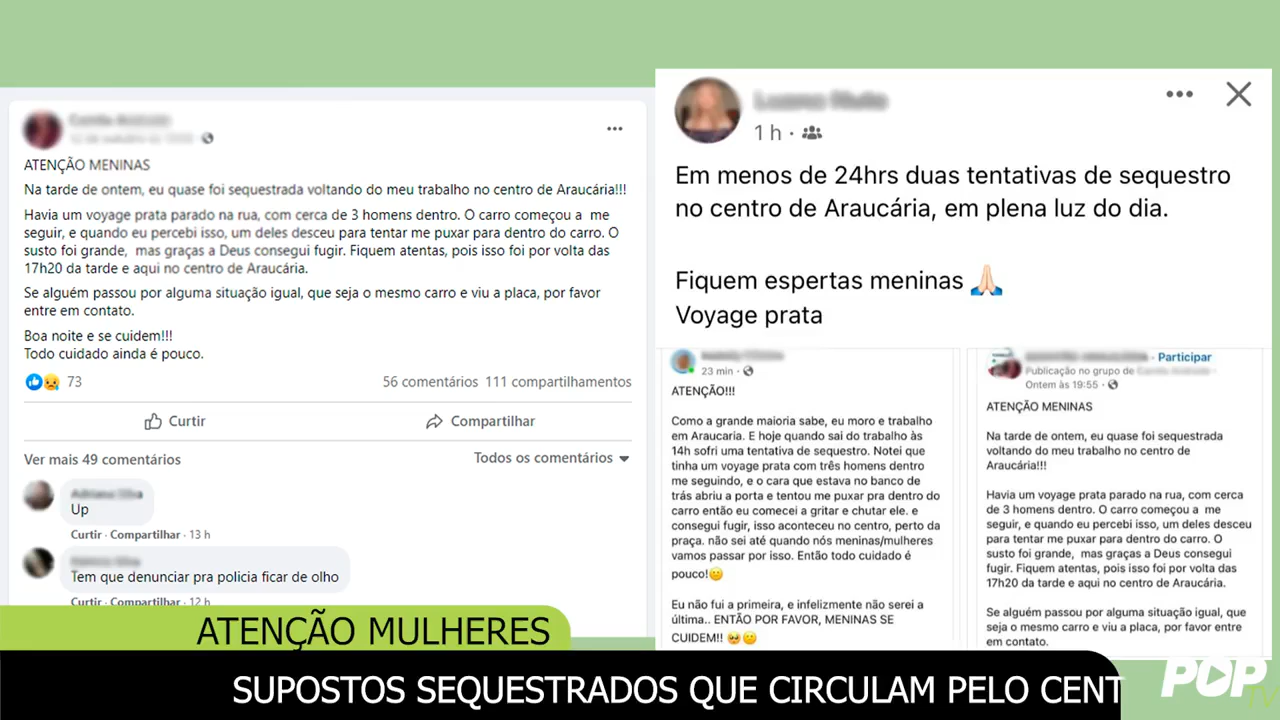 ATENÇÃO MENINAS
Na tarde de ontem, eu quase foi sequestrada voltando do meu trabalho no centro de Araucária!!!
Havia um voyage prata parado na rua, com cerca de 3 homens dentro. O carro começou a me
seguir, e quando eu percebi isso, um deles desceu para tentar me puxar para dentro do carro. O
susto foi grande, mas graças a Deus consegui fugir. Fiquem atentas, pois isso foi por volta das
17h20 da tarde e aqui no centro de Araucária.
Se alguém passou por alguma situação igual, que seja o mesmo carro e viu a placa, por favor
entre em contato.
Boa noite e se cuidem!!!
Todo cuidado ainda é pouco.
73 56 comentários 111 compartilhamentos
Curtir Compartilhar
Ver mais 49 comentários Todos os comentários
Up
Curtir · Compartilhar · 13 h
Tem que denunciar pra policia ficar de olho
Curtir · Compartilhar · 12 h
1 h ·
Em menos de 24hrs duas tentativas de sequestro
no centro de Araucária, em plena luz do dia.
Fiquem espertas meninas 🙏🏻
Voyage prata
23 min ·
ATENÇÃO!!!
Como a grande maioria sabe, eu moro e trabalho
em Araucaria. E hoje quando sai do trabalho às
14h sofri uma tentativa de sequestro. Notei que
tinha um voyage prata com três homens dentro
me seguindo, e o cara que estava no banco de
trás abriu a porta e tentou me puxar pra dentro do
carro então eu comecei a gritar e chutar ele. e
consegui fugir, isso aconteceu no centro, perto da
praça. não sei até quando nós meninas/mulheres
vamos passar por isso. Então todo cuidado é
pouco!😕
Eu não fui a primeira, e infelizmente não serei a
última.. ENTÃO POR FAVOR, MENINAS SE
CUIDEM!! 🥺😕
· Participar
Publicação no grupo de
Ontem às 19:55 ·
ATENÇÃO MENINAS
Na tarde de ontem, eu quase foi sequestrada
voltando do meu trabalho no centro de
Araucária!!!
Havia um voyage prata parado na rua, com cerca
de 3 homens dentro. O carro começou a me
seguir, e quando eu percebi isso, um deles desceu
para tentar me puxar para dentro do carro. O
susto foi grande, mas graças a Deus consegui
fugir. Fiquem atentas, pois isso foi por volta das
17h20 da tarde e aqui no centro de Araucária.
Se alguém passou por alguma situação igual, que
seja o mesmo carro e viu a placa, por favor entre
em contato.
ATENÇÃO MULHERES
SUPOSTOS SEQUESTRADOS QUE CIRCULAM PELO CENT
POP
TV